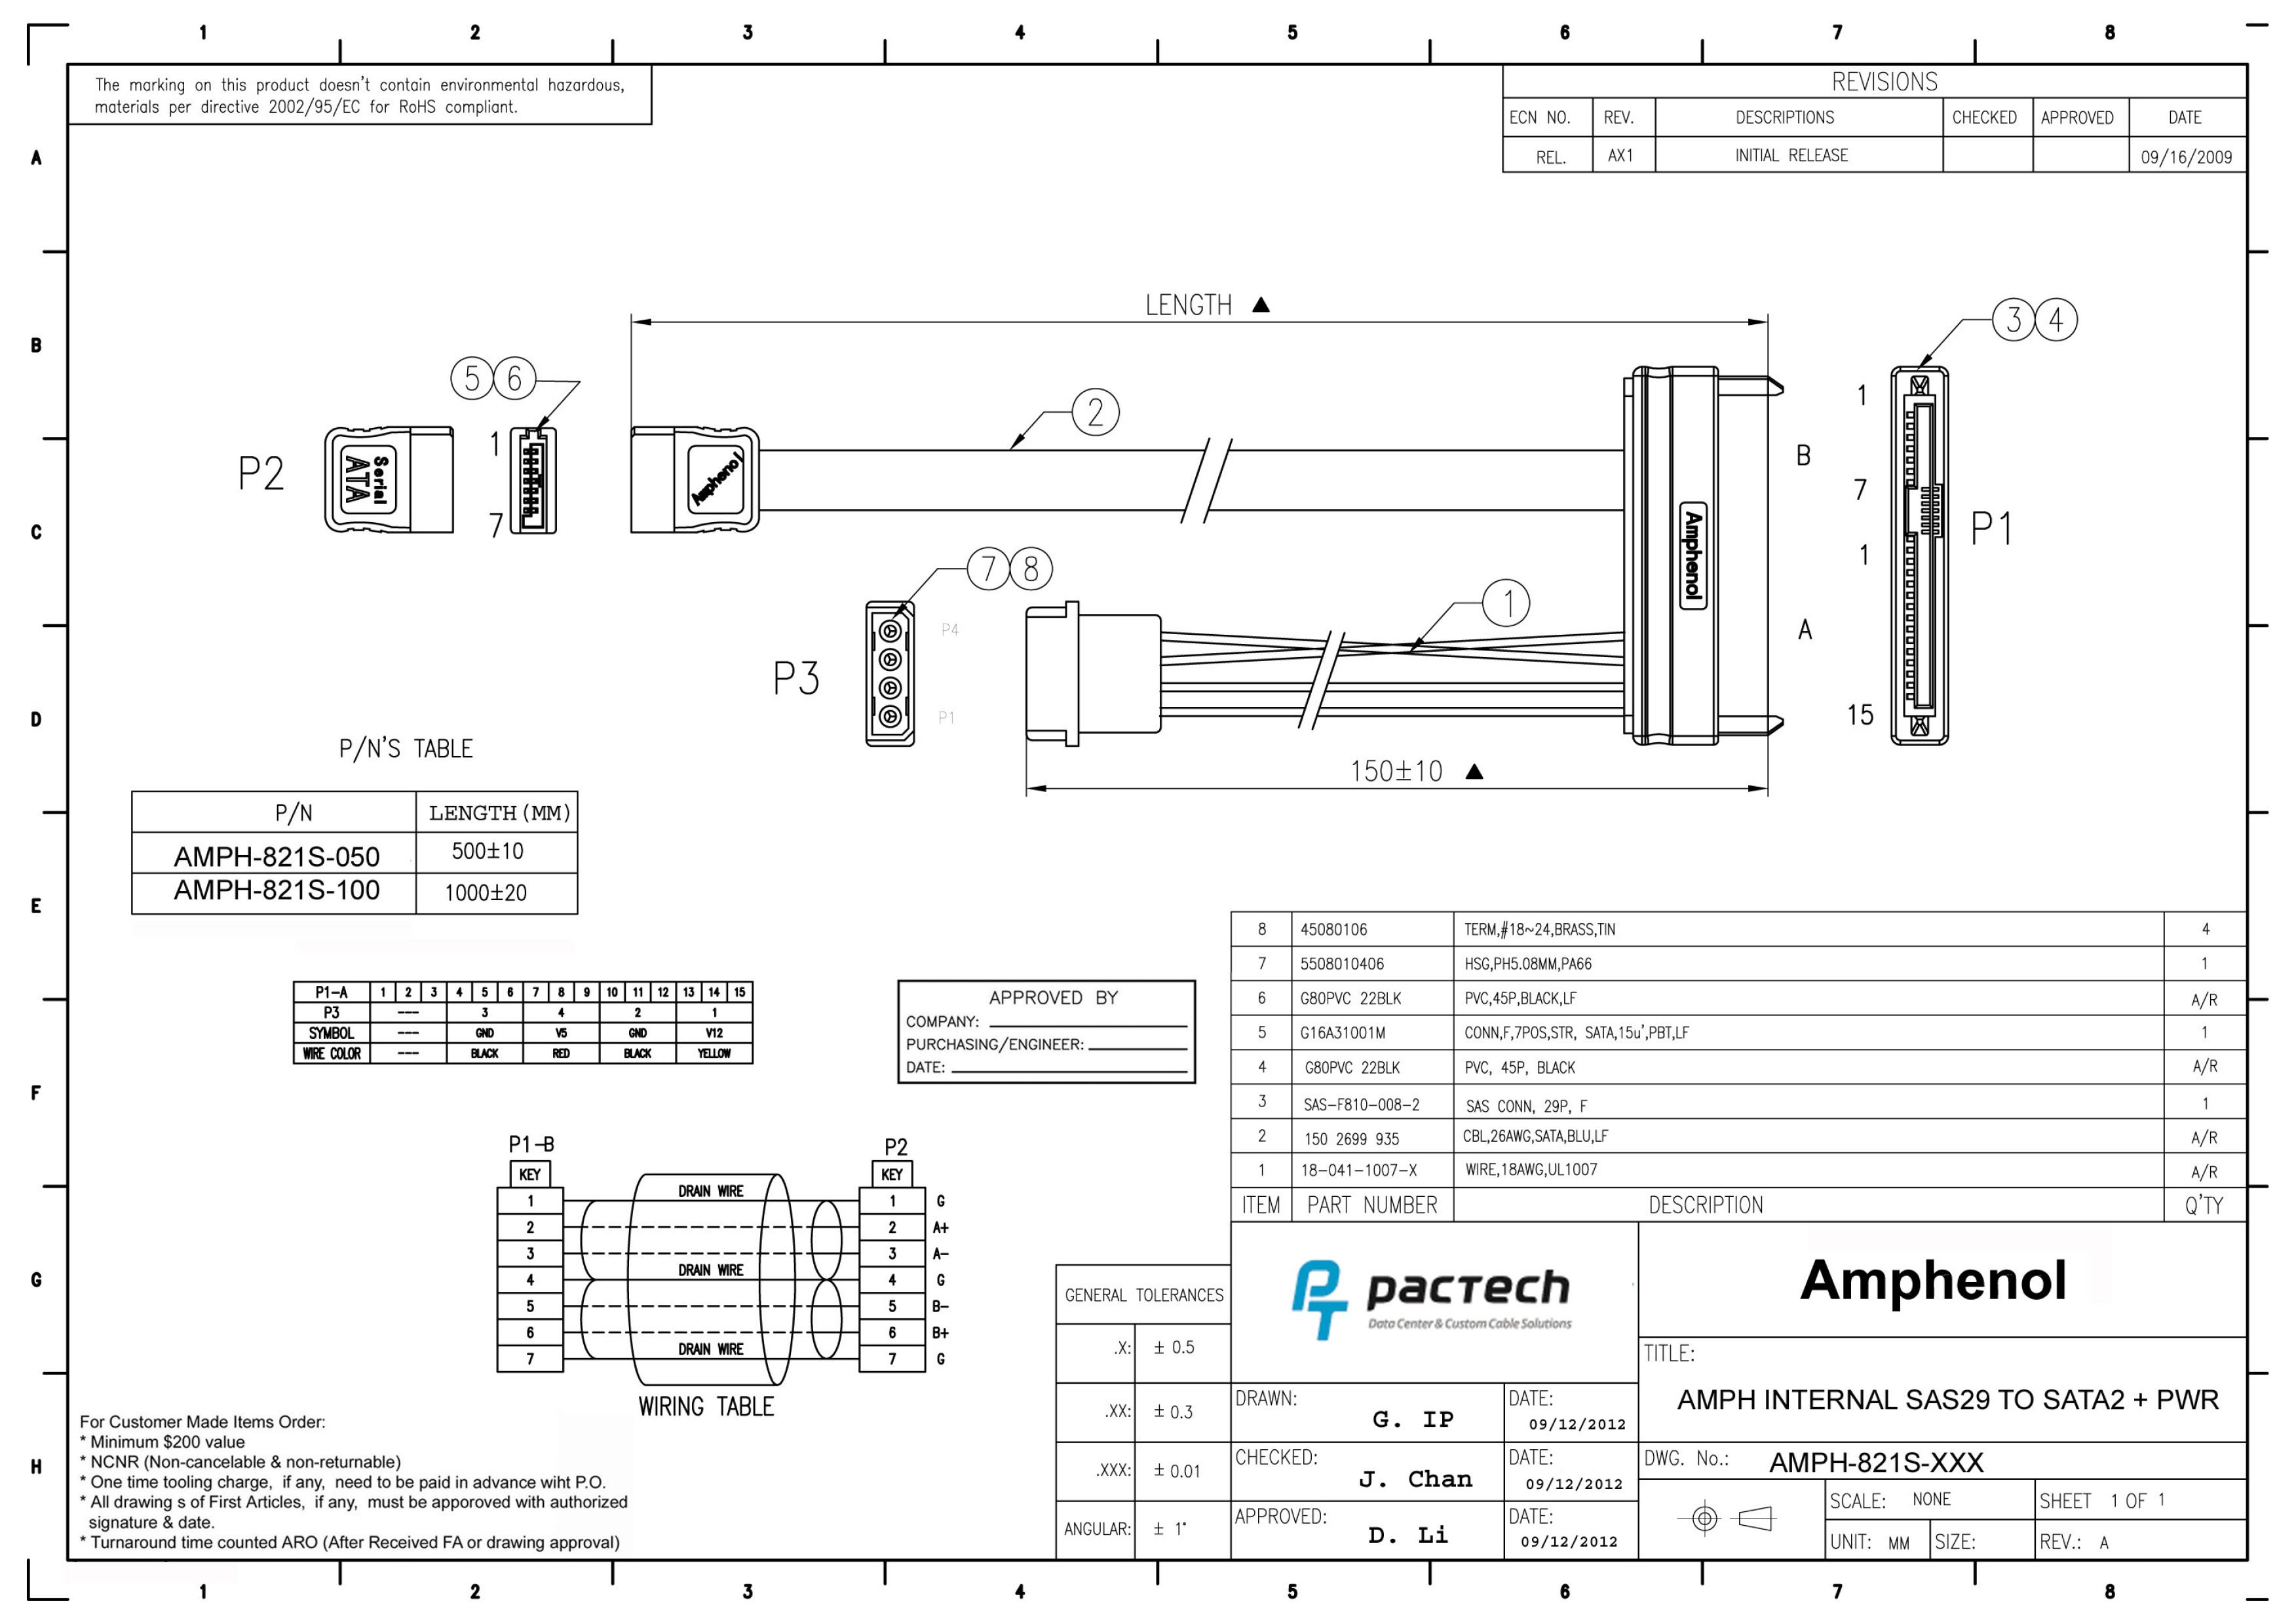 1 2 3 4 5 6 7 8
The marking on this product doesn't contain environmental hazardous,
materials per directive 2002/95/EC for RoHS compliant.
REVISIONS
ECN NO. REV. DESCRIPTIONS CHECKED APPROVED DATE
REL. AX1 INITIAL RELEASE 09/16/2009
A
B
C
D
E
F
G
H
LENGTH ▲
3 4
5 6
2
1
7
P2
Serial
ATA
1
7
Amphenol
B
P1
7 8
1
Amphenol
1
A
P4
P3
P1
15
150±10 ▲
P/N'S TABLE
P/N LENGTH(MM)
AMPH-821S-050 500±10
AMPH-821S-100 1000±20
P1-A 1 2 3 4 5 6 7 8 9 10 11 12 13 14 15
P3 --- 3 4 2 1
SYMBOL --- GND V5 GND V12
WIRE COLOR --- BLACK RED BLACK YELLOW
APPROVED BY
COMPANY:
PURCHASING/ENGINEER:
DATE:
8 45080106 TERM,#18~24,BRASS,TIN 4
7 5508010406 HSG,PH5.08MM,PA66 1
6 G80PVC 22BLK PVC,45P,BLACK,LF A/R
5 G16A31001M CONN,F,7POS,STR, SATA,15u',PBT,LF 1
4 G80PVC 22BLK PVC, 45P, BLACK A/R
3 SAS-F810-008-2 SAS CONN, 29P, F 1
2 150 2699 935 CBL,26AWG,SATA,BLU,LF A/R
1 18-041-1007-X WIRE,18AWG,UL1007 A/R
ITEM PART NUMBER DESCRIPTION Q'TY
P1-B P2
KEY KEY
1 DRAIN WIRE 1 G
2 2 A+
3 3 A-
4 DRAIN WIRE 4 G
5 5 B-
6 6 B+
7 DRAIN WIRE 7 G
WIRING TABLE
For Customer Made Items Order:
* Minimum $200 value
* NCNR (Non-cancelable & non-returnable)
* One time tooling charge, if any, need to be paid in advance wiht P.O.
* All drawing s of First Articles, if any, must be apporoved with authorized
signature & date.
* Turnaround time counted ARO (After Received FA or drawing approval)
GENERAL TOLERANCES
.X: ± 0.5
.XX: ± 0.3
.XXX: ± 0.01
ANGULAR: ± 1°
PT pactech
Data Center & Custom Cable Solutions
DRAWN: G. IP DATE: 09/12/2012
CHECKED: J. Chan DATE: 09/12/2012
APPROVED: D. Li DATE: 09/12/2012
Amphenol
TITLE:
AMPH INTERNAL SAS29 TO SATA2 + PWR
DWG. No.: AMPH-821S-XXX
SCALE: NONE SHEET 1 OF 1
UNIT: MM SIZE: REV.: A
1 2 3 4 5 6 7 8